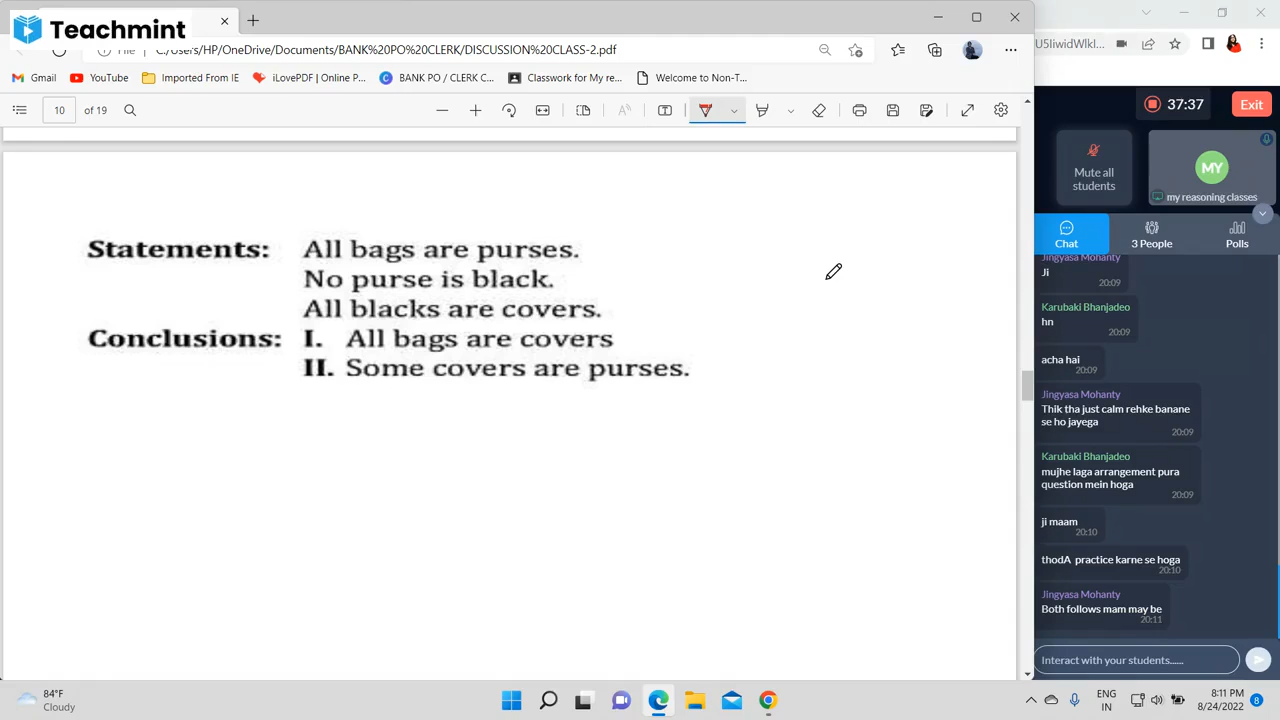 Teachmint
File
C:/Users/HP/OneDrive/Documents/BANK%20PO%20CLERK/DISCUSSION%20CLASS-2.pdf
U5IiwidWlkI...
Gmail
YouTube
Imported From IE
iLovePDF | Online P...
BANK PO / CLERK C...
Classwork for My re...
Welcome to Non-T...
10 of 19
37:37
Exit
Mute all
students
MY
my reasoning classes
Chat
3 People
Polls
Statements: All bags are purses.
No purse is black.
All blacks are covers.
Conclusions: I. All bags are covers
II. Some covers are purses.
Jingyasa Mohanty
Ji
20:09
Karubaki Bhanjadeo
hn
20:09
acha hai
20:09
Jingyasa Mohanty
Thik tha just calm rehke banane
se ho jayega
20:09
Karubaki Bhanjadeo
mujhe laga arrangement pura
question mein hoga
20:09
ji maam
20:10
thodA practice karne se hoga
20:10
Jingyasa Mohanty
Both follows mam may be
20:11
Interact with your students......
84°F
Cloudy
ENG
IN
8:11 PM
8/24/2022
8